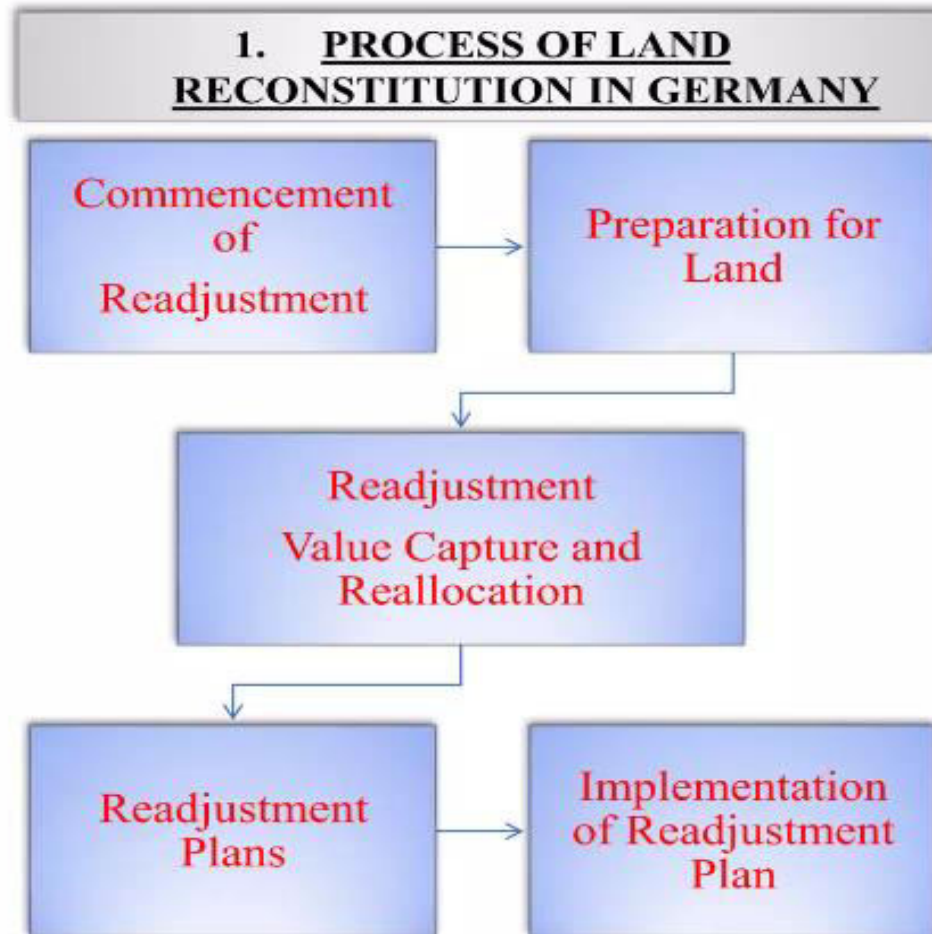 1. PROCESS OF LAND
RECONSTITUTION IN GERMANY
Commencement
of
Readjustment
Preparation for
Land
Readjustment
Value Capture and
Reallocation
Readjustment
Plans
Implementation
of Readjustment
Plan